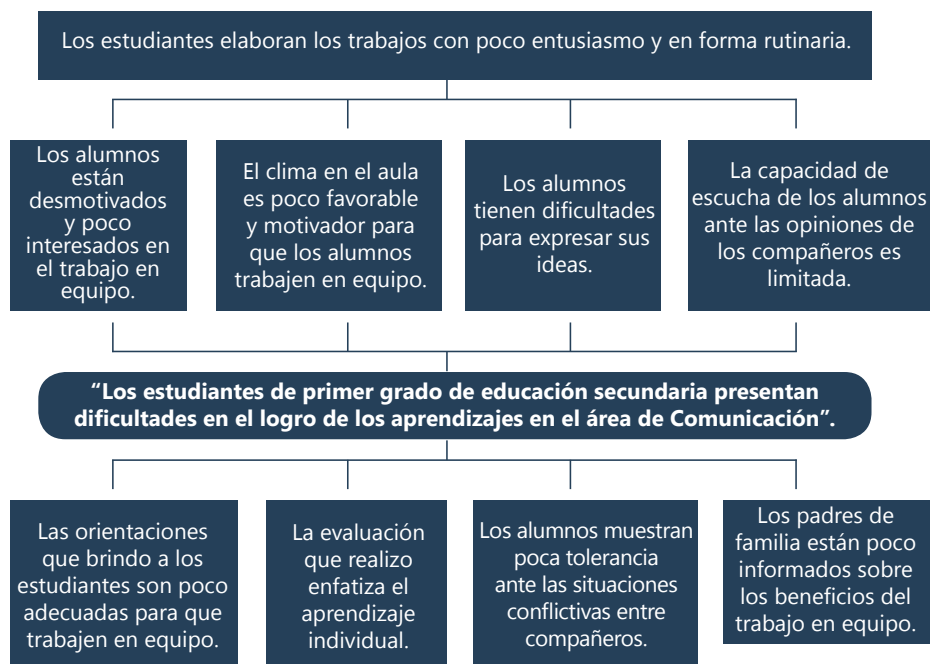 Los estudiantes elaboran los trabajos con poco entusiasmo y en forma rutinaria.
Los alumnos
están
desmotivados
y poco
interesados en
el trabajo en
equipo.
El clima en el aula
es poco favorable
y motivador para
que los alumnos
trabajen en equipo.
Los alumnos
tienen dificultades
para expresar sus
ideas.
La capacidad de
escucha de los alumnos
ante las opiniones de
los compañeros es
limitada.
“Los estudiantes de primer grado de educación secundaria presentan
dificultades en el logro de los aprendizajes en el área de Comunicación”.
Las orientaciones
que brindo a los
estudiantes son poco
adecuadas para que
trabajen en equipo.
La evaluación
que realizo
enfatiza el
aprendizaje
individual.
Los alumnos muestran
poca tolerancia
ante las situaciones
conflictivas entre
compañeros.
Los padres de
familia están poco
informados sobre
los beneficios del
trabajo en equipo.